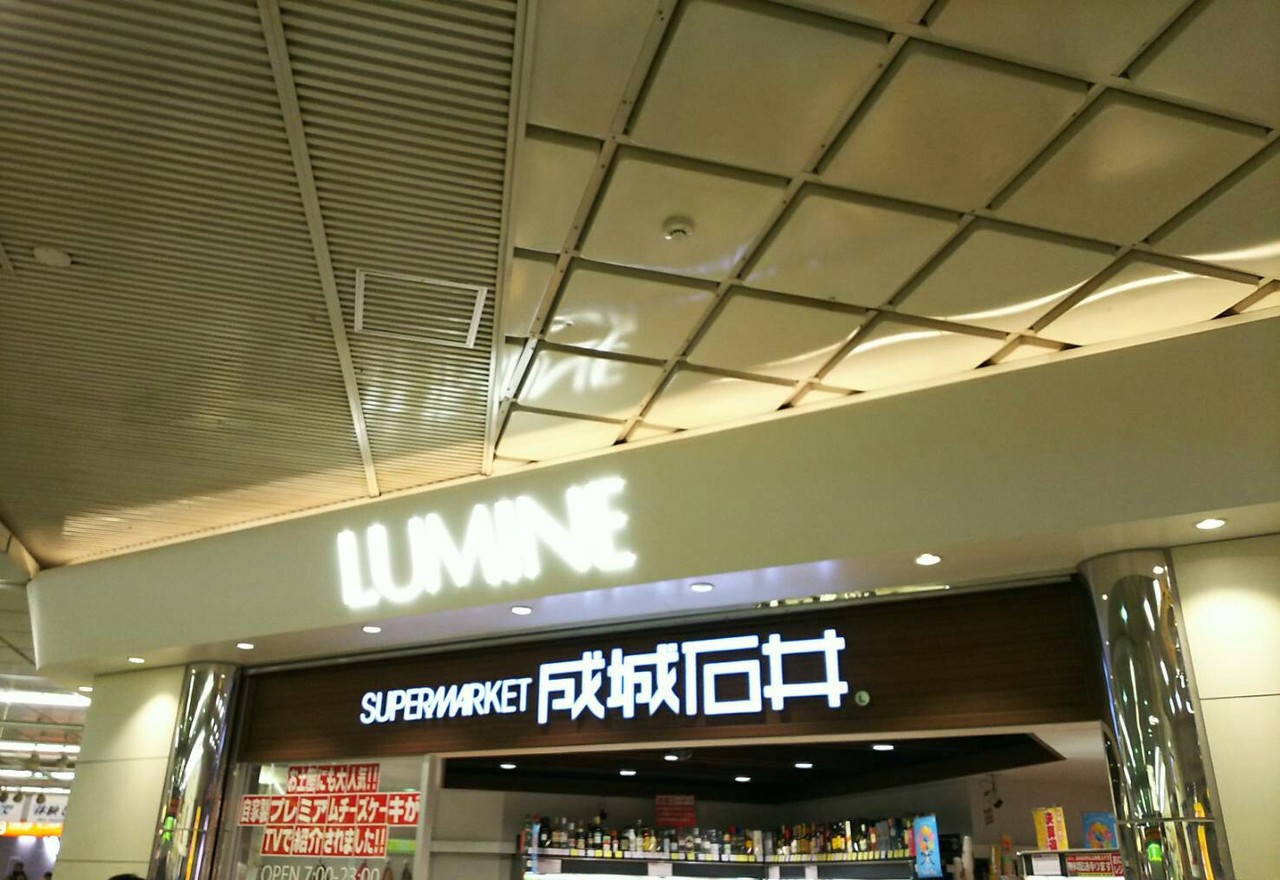 LUMINE
SUPERMARKET 成城石井
お土産にも大人気!!
自家製プレミアムチーズケーキが
TVで紹介されました!!
OPEN 7:00-23:00